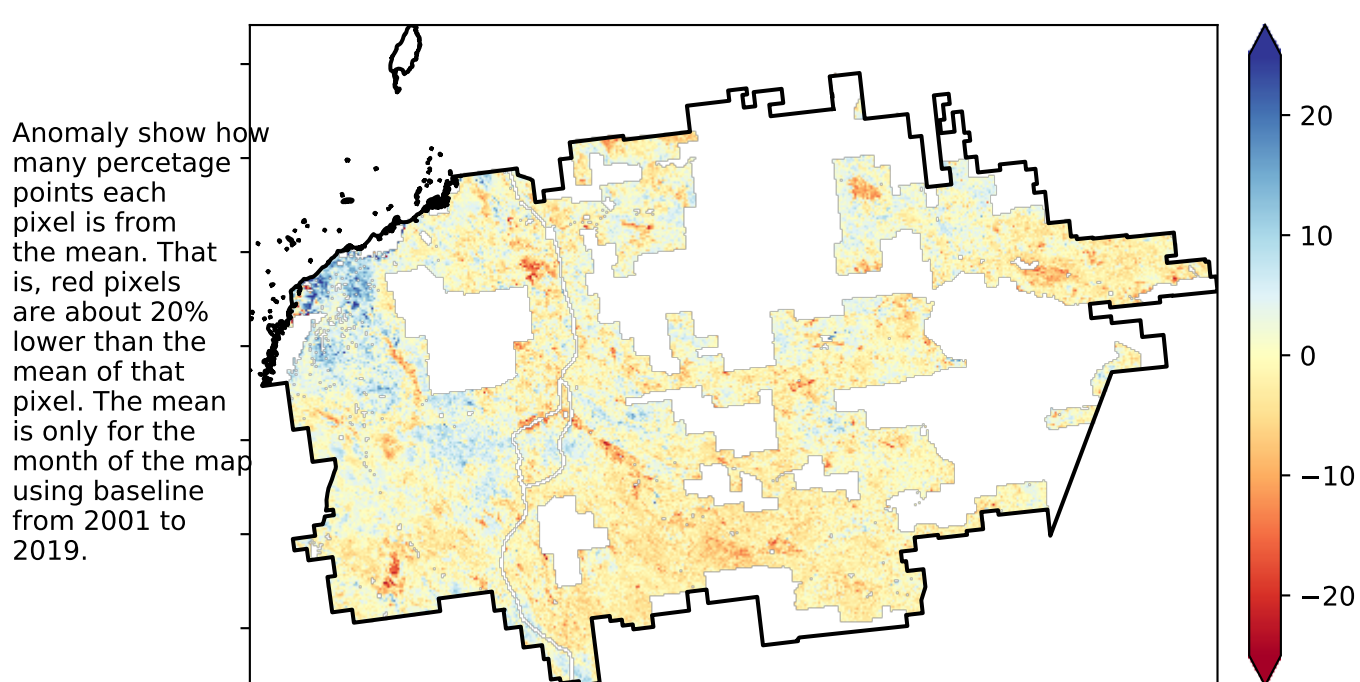 Anomaly show how
many percetage
points each
pixel is from
the mean. That
is, red pixels
are about 20%
lower than the
mean of that
pixel. The mean
is only for the
month of the map
using baseline
from 2001 to
2019.
20
10
0
−10
−20